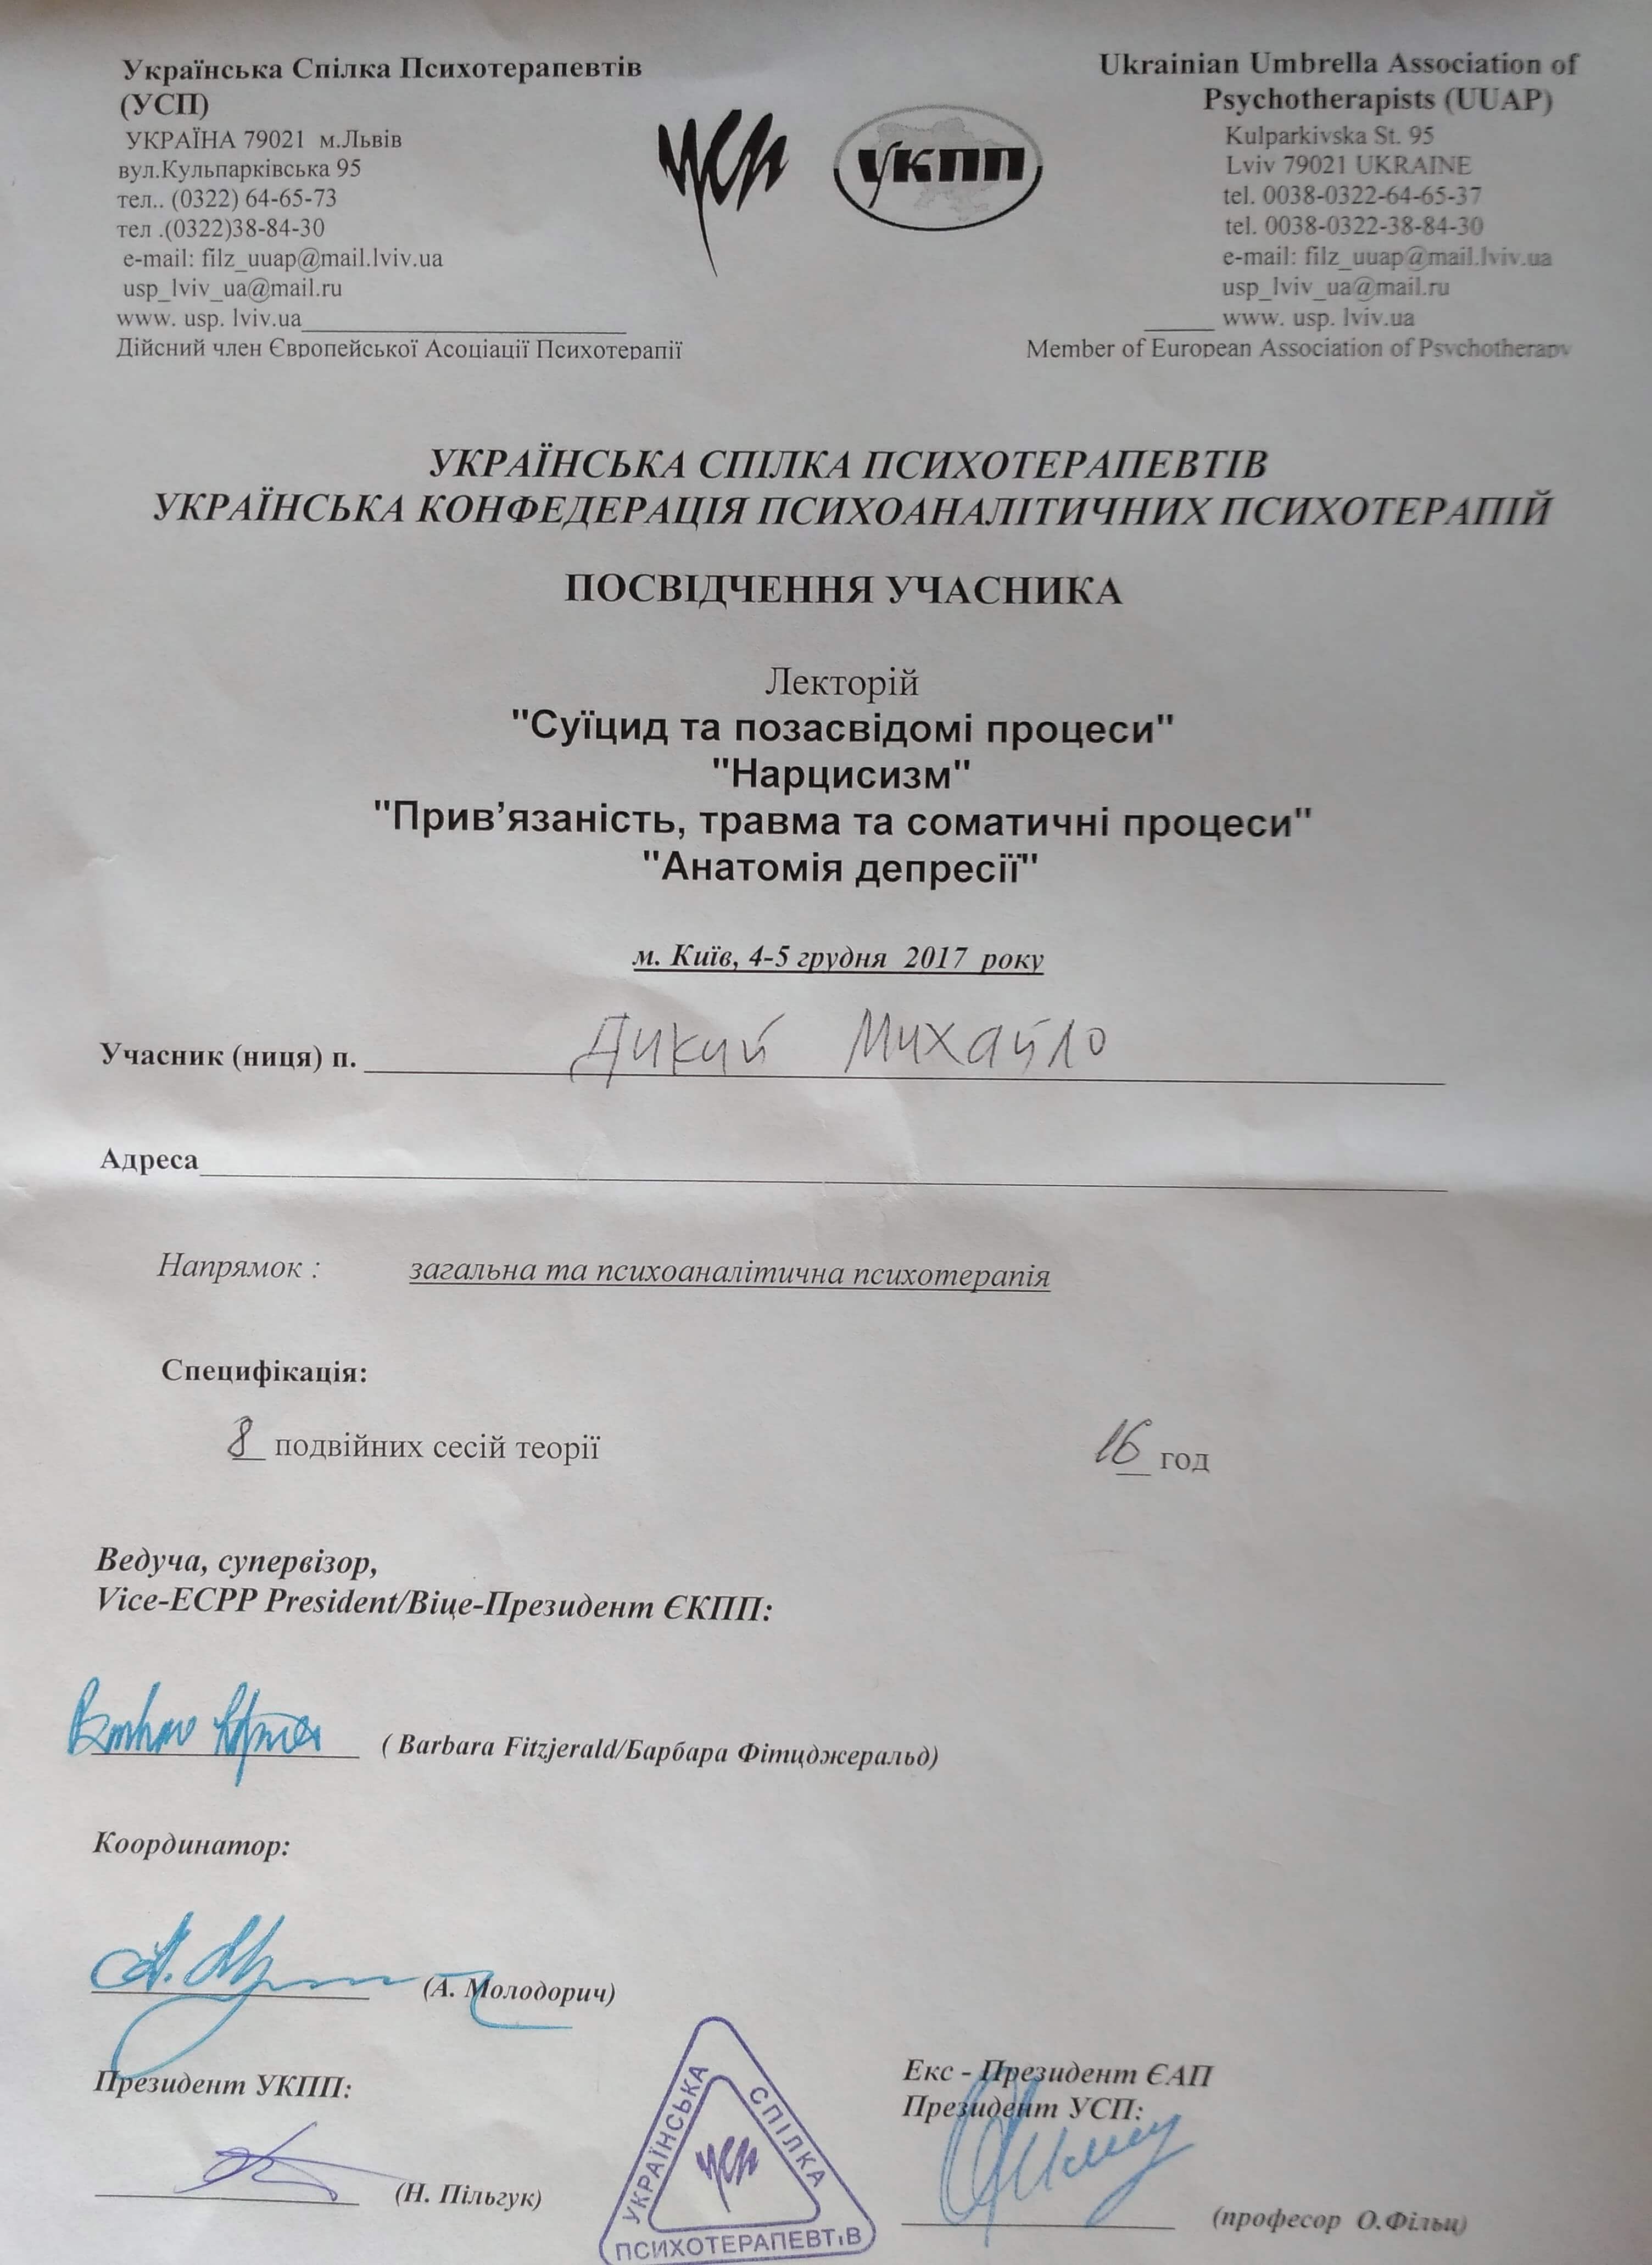 Українська Спілка Психотерапевтів
(УСП)
УКРАЇНА 79021 м.Львів
вул.Кульпарківська 95
тел.. (0322) 64-65-73
тел .(0322)38-84-30
e-mail: filz_uuap@mail.lviv.ua
usp_lviv_ua@mail.ru
www. usp. lviv.ua
Дійсний член Європейської Асоціації Психотерапії
усп
УКПП
Ukrainian Umbrella Association of
Psychotherapists (UUAP)
Kulparkivska St. 95
Lviv 79021 UKRAINE
tel. 0038-0322-64-65-37
tel. 0038-0322-38-84-30
e-mail: filz_uuap@mail.lviv.ua
usp_lviv_ua@mail.ru
www. usp. lviv.ua
Member of European Association of Psychotherapy
УКРАЇНСЬКА СПІЛКА ПСИХОТЕРАПЕВТІВ
УКРАЇНСЬКА КОНФЕДЕРАЦІЯ ПСИХОАНАЛІТИЧНИХ ПСИХОТЕРАПІЙ
ПОСВІДЧЕННЯ УЧАСНИКА
Лекторій
"Суїцид та позасвідомі процеси"
"Нарцисизм"
"Прив’язаність, травма та соматичні процеси"
"Анатомія депресії"
м. Київ, 4-5 грудня 2017 року
Учасник (ниця) п. Дикий Михайло
Адреса
Напрямок : загальна та психоаналітична психотерапія
Специфікація:
8 подвійних сесій теорії 16 год
Ведуча, супервізор,
Vice-ECPP President/Віце-Президент ЄКПП:
( Barbara Fitzjerald/Барбара Фітцджеральд)
Координатор:
(А. Молодорич)
Президент УКПП:
(Н. Пільгук)
УКРАЇНСЬКА СПІЛКА ПСИХОТЕРАПЕВТІВ
усп
Екс - Президент ЄАП
Президент УСП:
(професор О.Фільц)